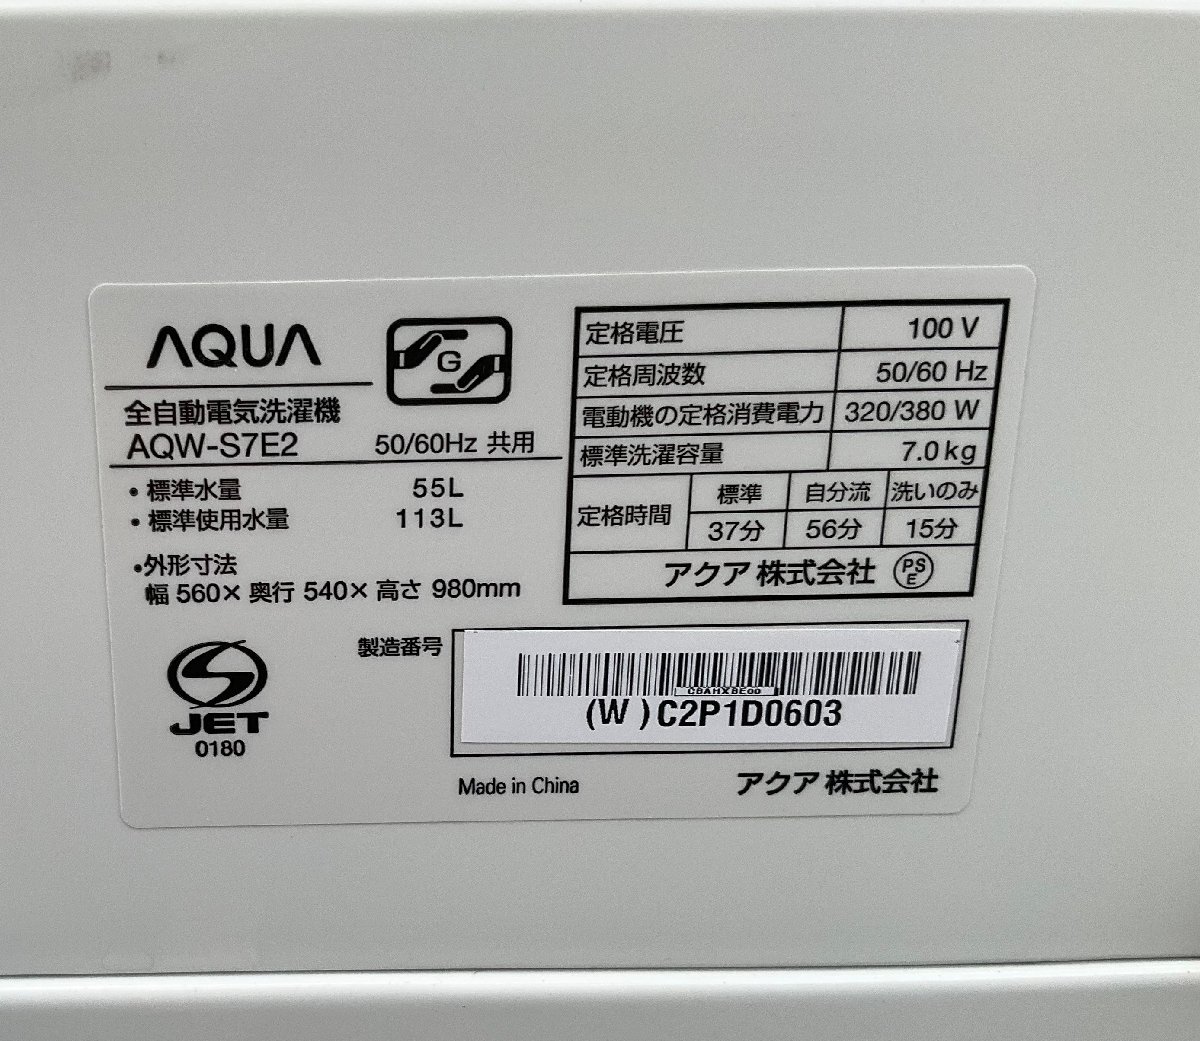 AQUA
G
全自動電気洗濯機
AQW-S7E2 50/60Hz 共用
・標準水量 55L
・標準使用水量 113L
・外形寸法
幅 560× 奥行 540× 高さ 980mm
定格電圧 100 V
定格周波数 50/60 Hz
電動機の定格消費電力 320/380 W
標準洗濯容量 7.0kg
定格時間 標準 自分流 洗いのみ
37分 56分 15分
アクア 株式会社 PSE
S
JET
0180
製造番号
(W)C2P1D0603
Made in China
アクア 株式会社